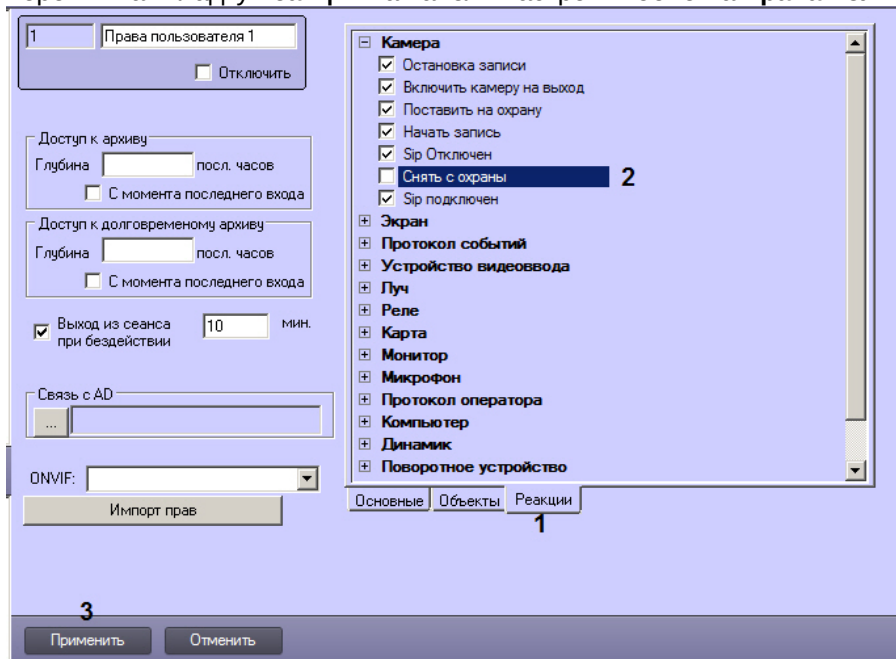 1 Права пользователя 1
Отключить
Доступ к архиву
Глубина посл. часов
С момента последнего входа
Доступ к долговременому архиву
Глубина посл. часов
С момента последнего входа
Выход из сеанса при бездействии 10 мин.
Связь с AD
...
ONVIF:
Импорт прав
Камера
Остановка записи
Включить камеру на выход
Поставить на охрану
Начать запись
Sip Отключен
Снять с охраны 2
Sip подключен
Экран
Протокол событий
Устройство видеоввода
Луч
Реле
Карта
Монитор
Микрофон
Протокол оператора
Компьютер
Динамик
Поворотное устройство
Основные Объекты Реакции
1
3
Применить Отменить